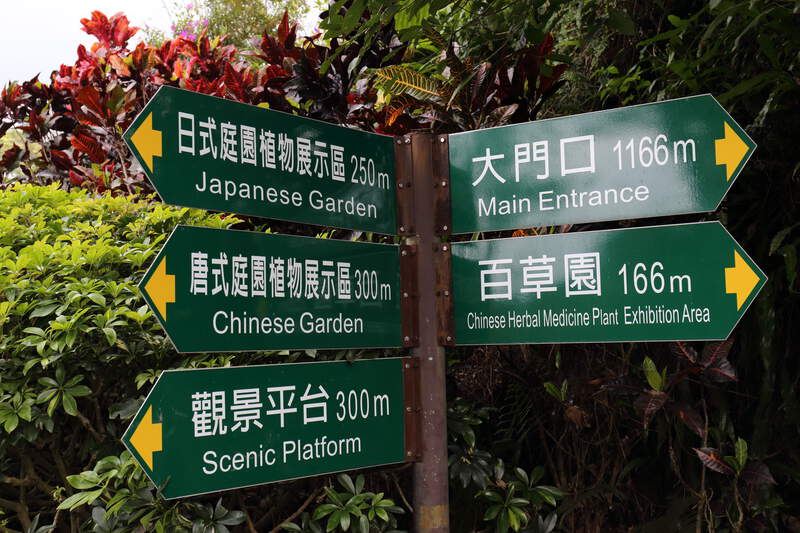 日式庭園植物展示區 250m
Japanese Garden
唐式庭園植物展示區 300m
Chinese Garden
觀景平台 300m
Scenic Platform
大門口 1166m
Main Entrance
百草園 166m
Chinese Herbal Medicine Plant Exhibition Area